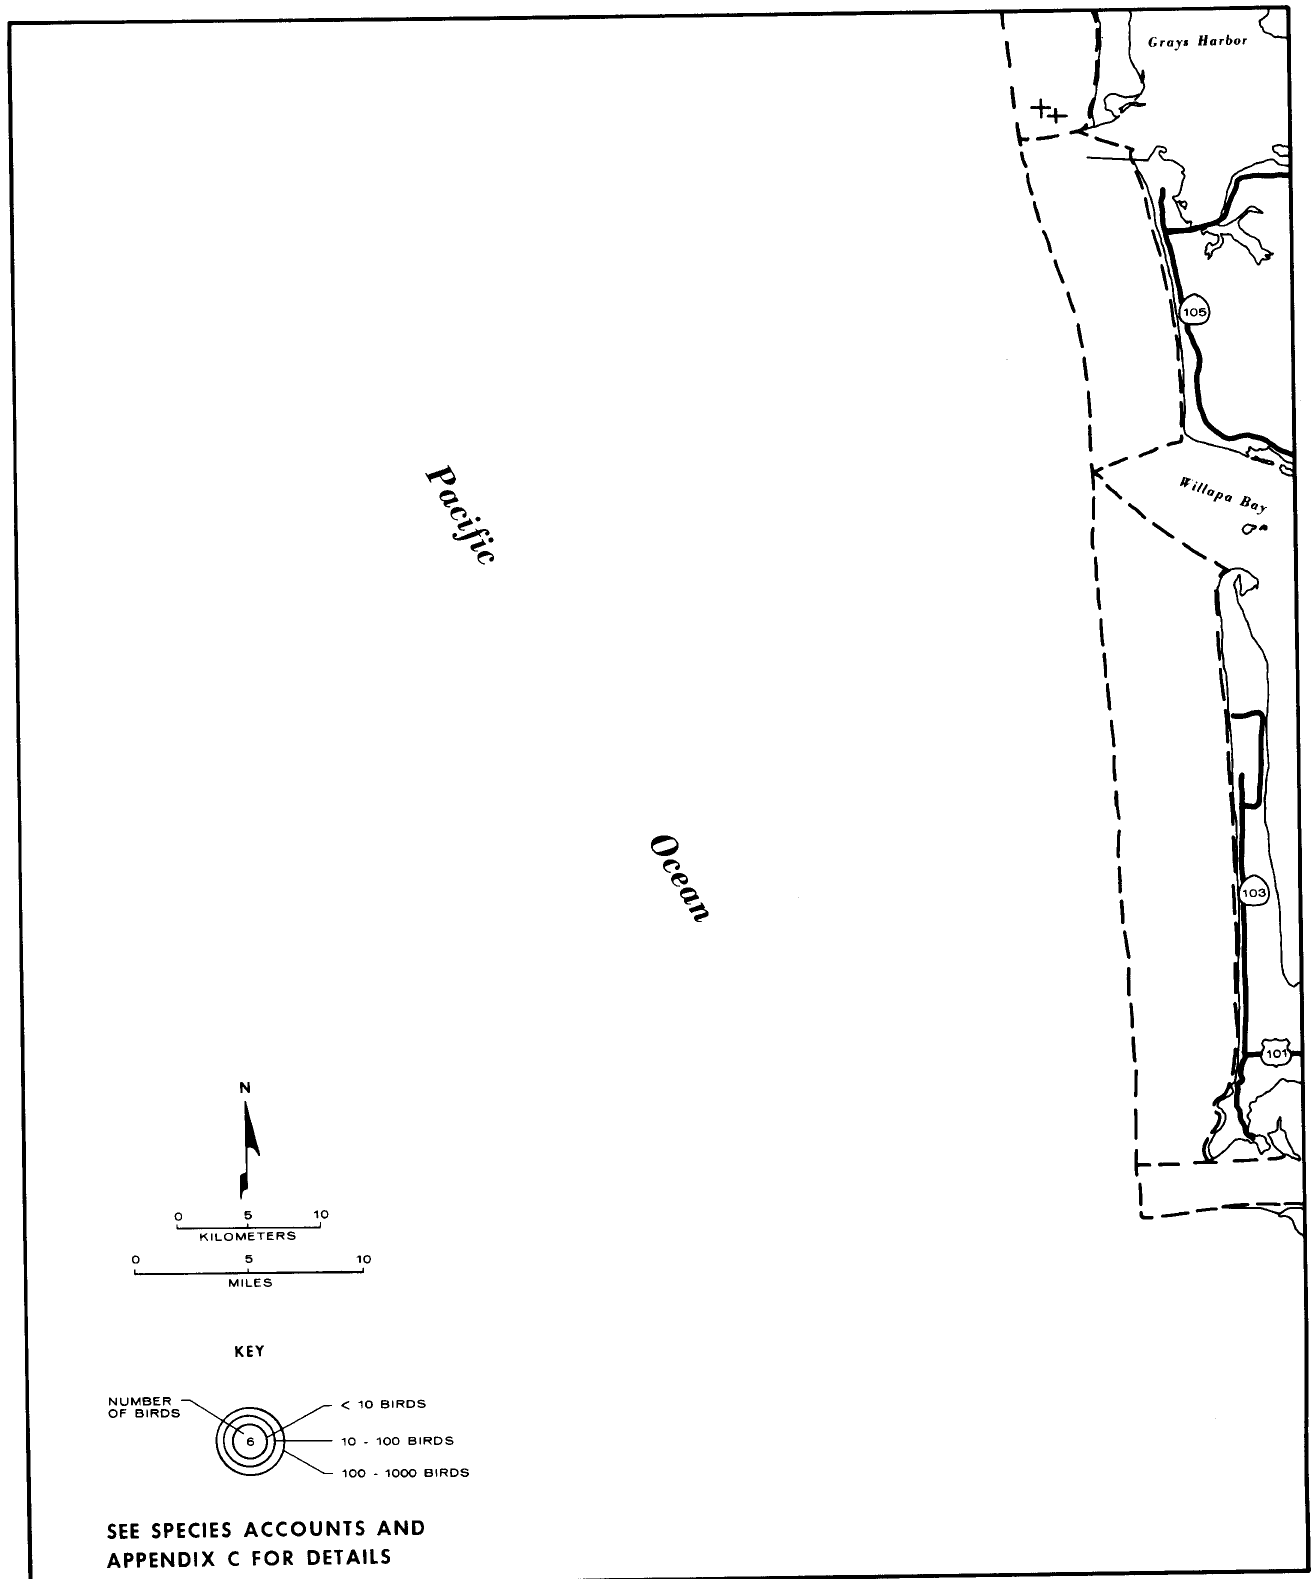 Grays Harbor
105
Pacific
Willapa Bay
Ocean
103
101
N
0 5 10
KILOMETERS
0 5 10
MILES
KEY
NUMBER
OF BIRDS
6
< 10 BIRDS
10 - 100 BIRDS
100 - 1000 BIRDS
SEE SPECIES ACCOUNTS AND
APPENDIX C FOR DETAILS